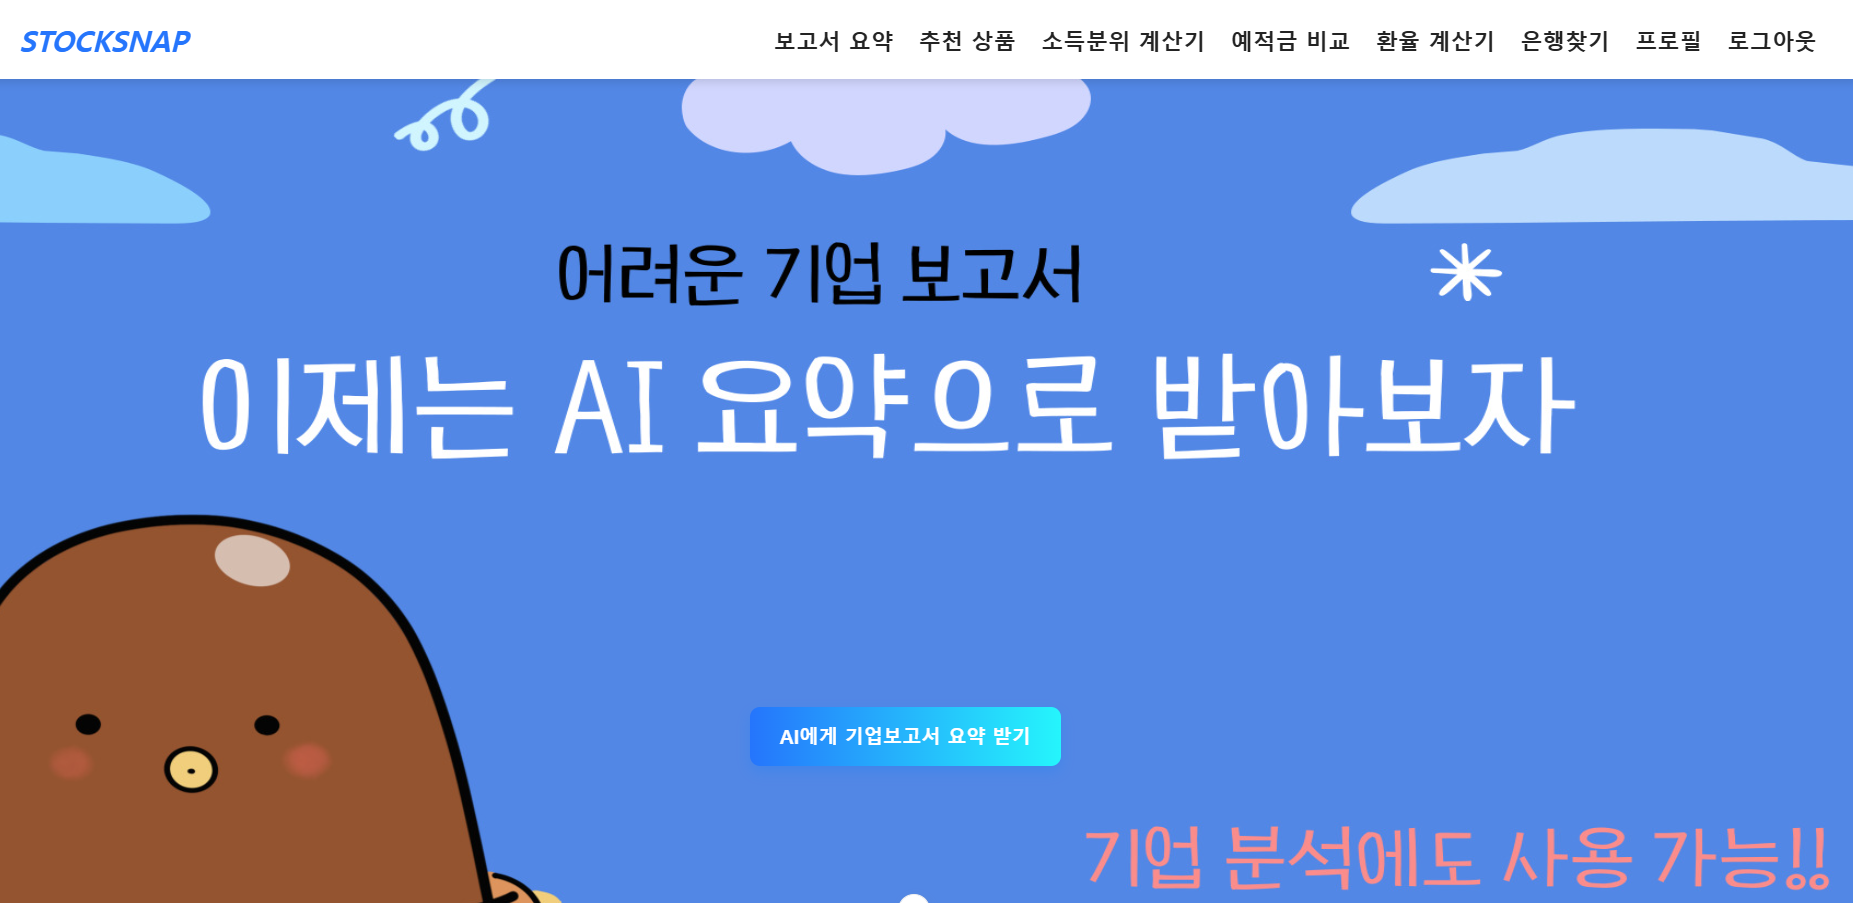 STOCKSNAP
보고서 요약 추천 상품 소득분위 계산기 예적금 비교 환율 계산기 은행찾기 프로필 로그아웃
어려운 기업 보고서
이제는 AI 요약으로 받아보자
AI에게 기업보고서 요약 받기
기업 분석에도 사용 가능!!